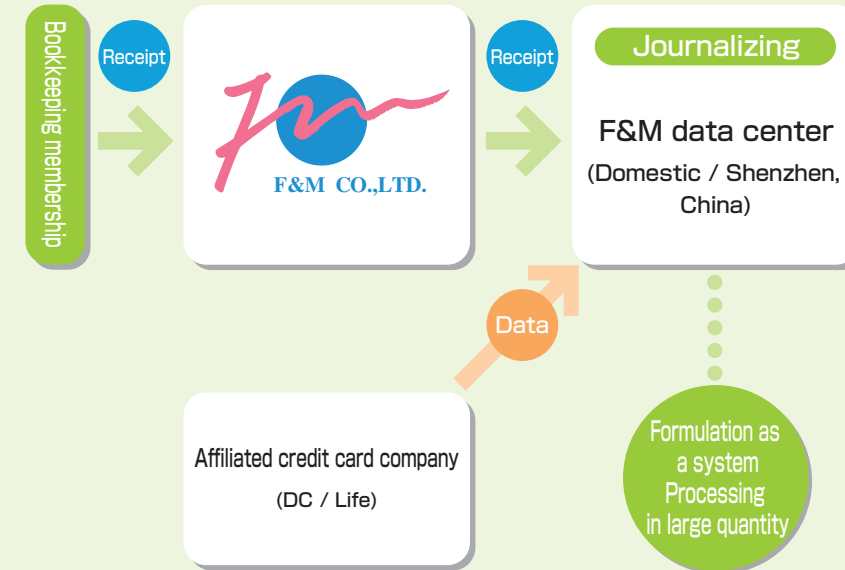 Bookkeeping membership
Receipt
F&M CO.,LTD.
Receipt
Journalizing
F&M data center
(Domestic / Shenzhen,
China)
Data
Affiliated credit card company
(DC / Life)
Formulation as
a system
Processing
in large quantity